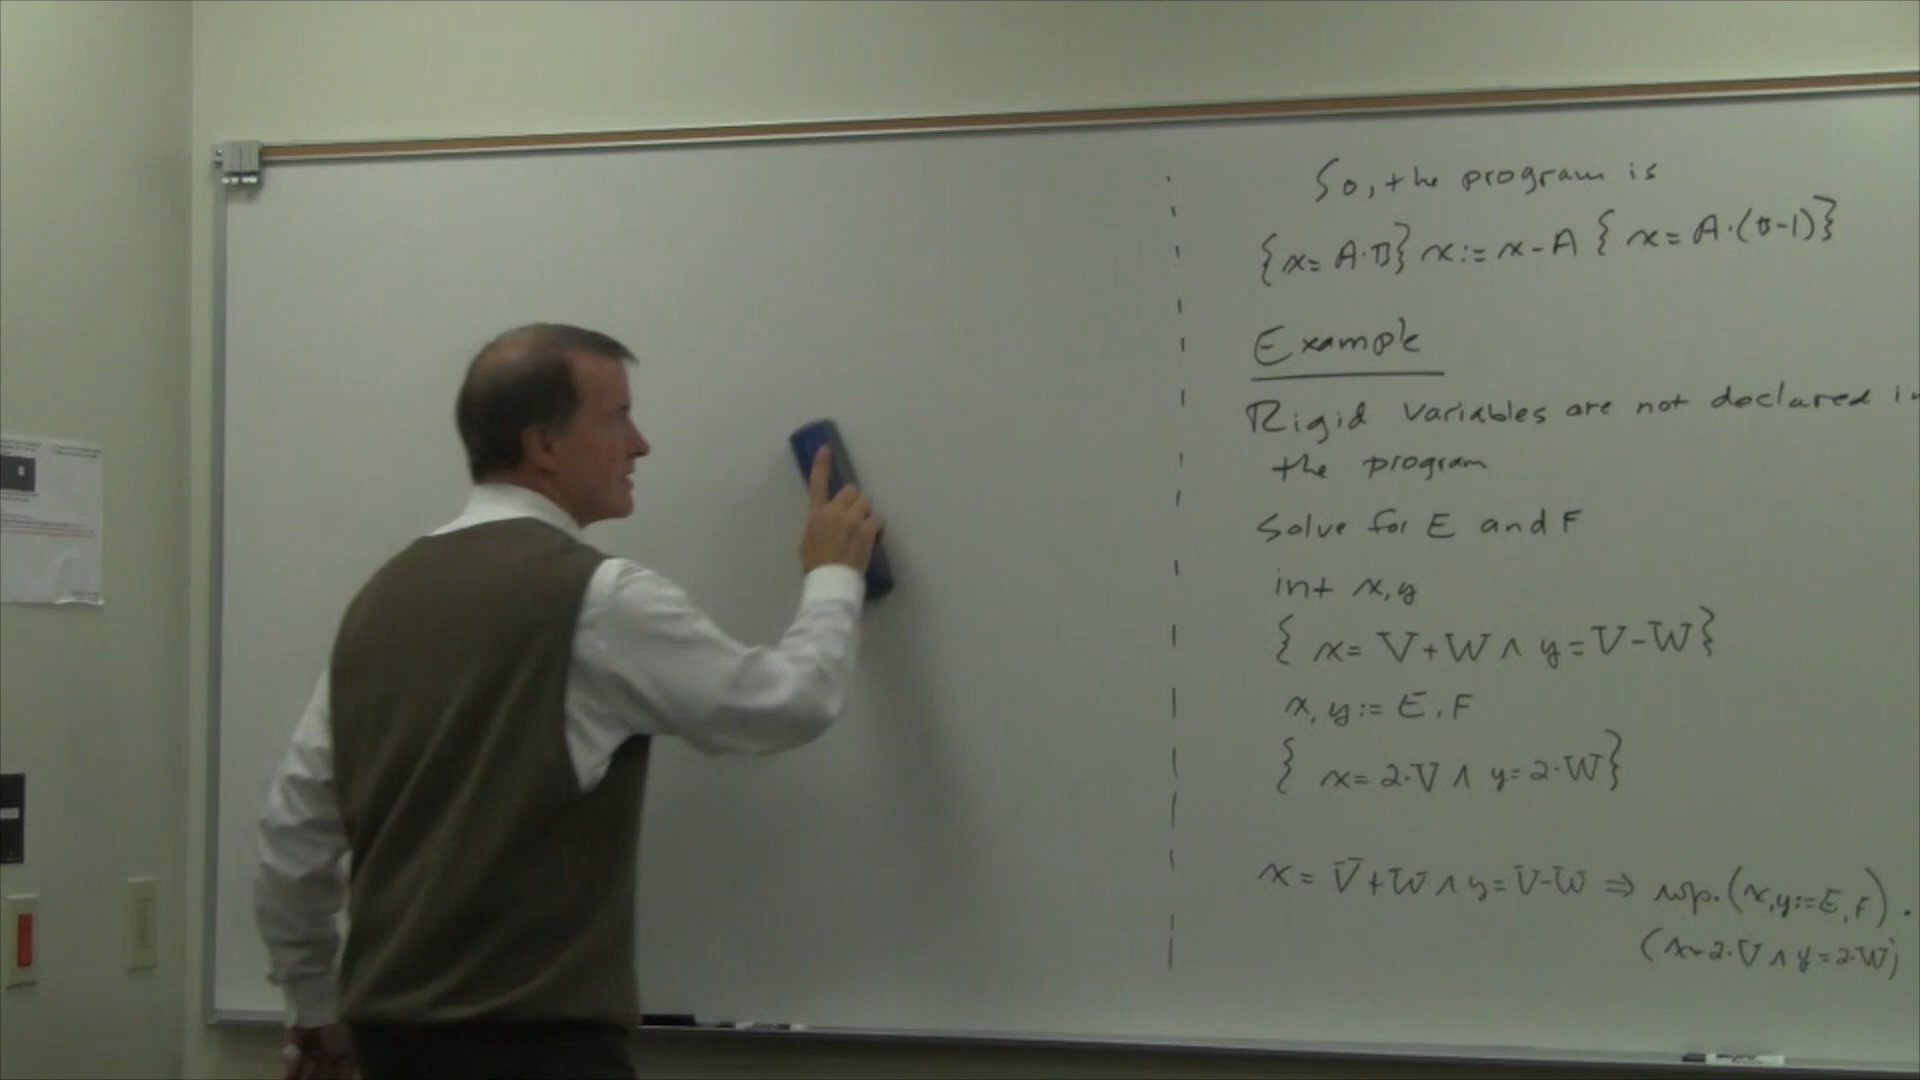 So, the program is
{x= A·B} x:= x-A { x= A·(B-1)}
Example
Rigid variables are not declared in
the program
Solve for E and F
int x,y
{ x= V+W ∧ y=V-W}
x,y:= E,F
{ x=2·V ∧ y=2·W}
x= V+W ∧ y=V-W ⇒ wp.(x,y:=E,F).
(x=2·V ∧ y=2·W)